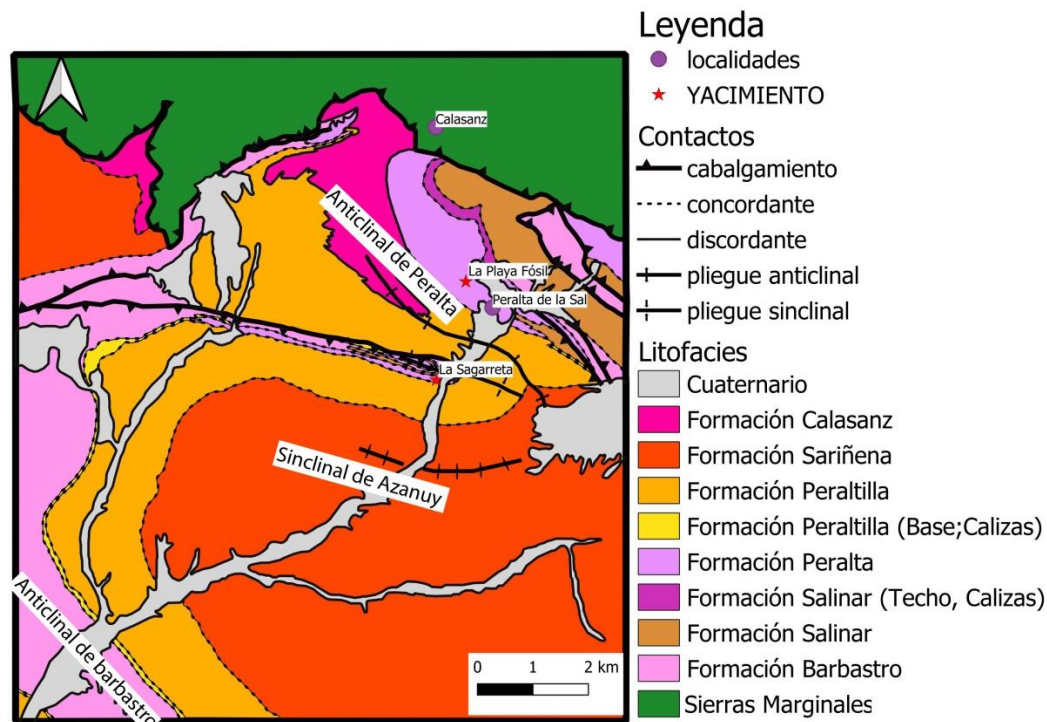 Calasanz
Anticlinal de Peralta
La Playa Fósil
Peralta de la Sal
La Sagarreta
Sinclinal de Azanuy
Anticlinal de barbastro
0 1 2 km
Leyenda
localidades
YACIMIENTO
Contactos
cabalgamiento
concordante
discordante
pliegue anticlinal
pliegue sinclinal
Litofacies
Cuaternario
Formación Calasanz
Formación Sariñena
Formación Peraltilla
Formación Peraltilla (Base;Calizas)
Formación Peralta
Formación Salinar (Techo, Calizas)
Formación Salinar
Formación Barbastro
Sierras Marginales